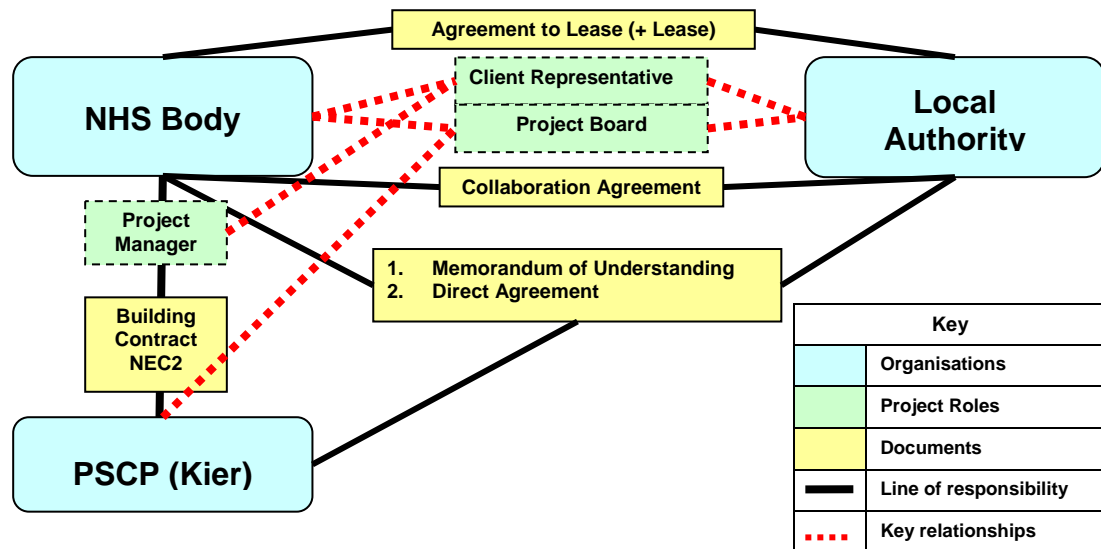 Agreement to Lease (+ Lease)
Client Representative
Project Board
NHS Body
Local
Authority
Collaboration Agreement
Project
Manager
1. Memorandum of Understanding
2. Direct Agreement
Building
Contract
NEC2
PSCP (Kier)
Key
Organisations
Project Roles
Documents
Line of responsibility
Key relationships